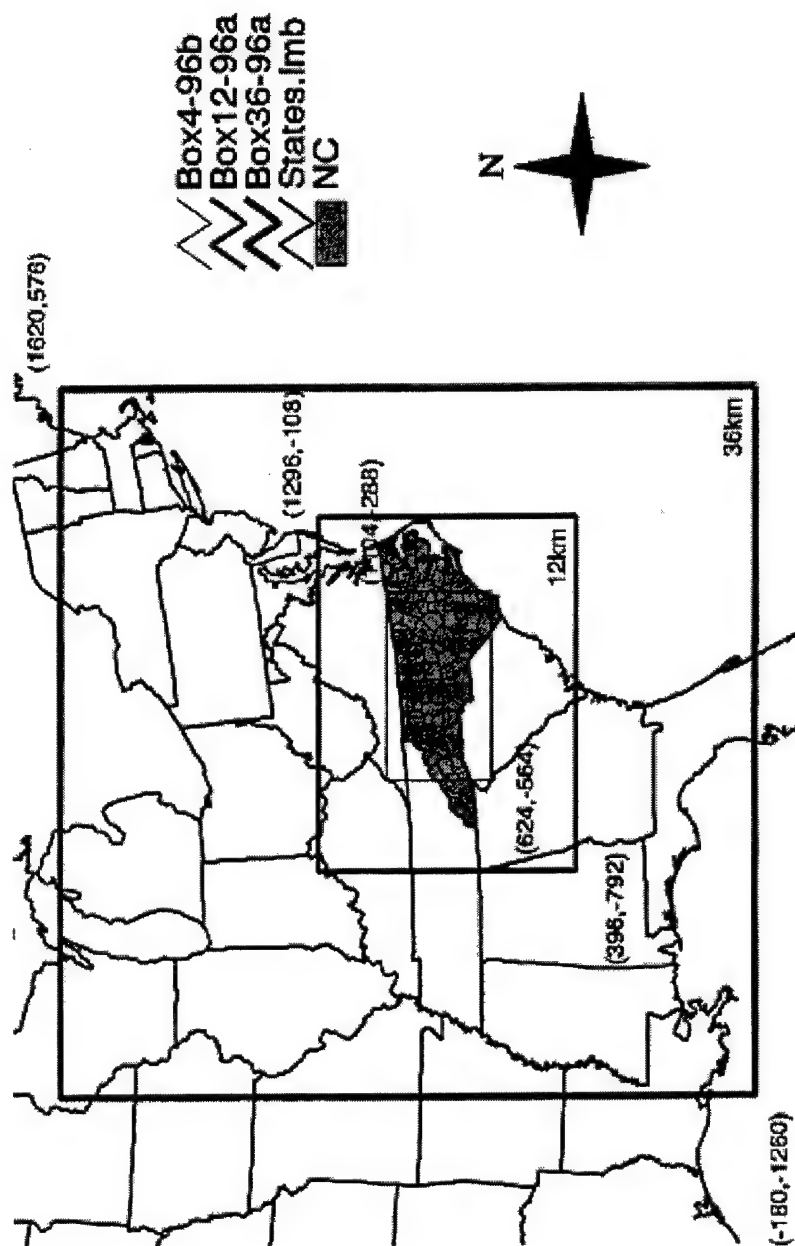 Box4-96b
Box12-96a
Box36-96a
States.lmb
NC
N
(1620,576)
(1296,-108)
-288)
12km
36km
(624,-564)
(396,-792)
(-180,-1260)